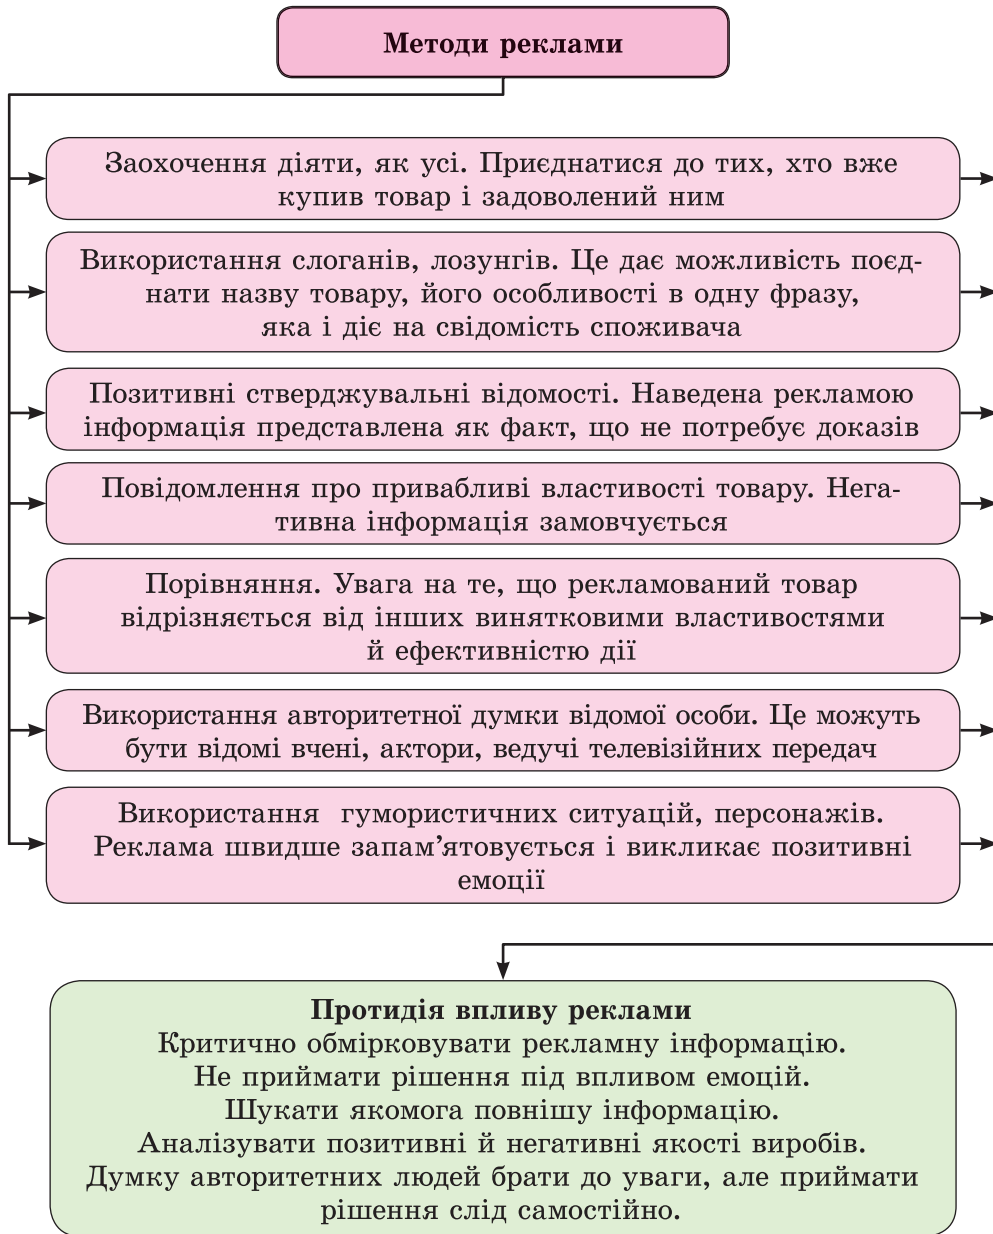 Методи реклами
Заохочення діяти, як усі. Приєднатися до тих, хто вже
купив товар і задоволений ним
Використання слоганів, лозунгів. Це дає можливість поєд-
нати назву товару, його особливості в одну фразу,
яка і діє на свідомість споживача
Позитивні стверджувальні відомості. Наведена рекламою
інформація представлена як факт, що не потребує доказів
Повідомлення про привабливі властивості товару. Нега-
тивна інформація замовчується
Порівняння. Увага на те, що рекламований товар
відрізняється від інших винятковими властивостями
й ефективністю дії
Використання авторитетної думки відомої особи. Це можуть
бути відомі вчені, актори, ведучі телевізійних передач
Використання гумористичних ситуацій, персонажів.
Реклама швидше запам’ятовується і викликає позитивні
емоції
Протидія впливу реклами
Критично обмірковувати рекламну інформацію.
Не приймати рішення під впливом емоцій.
Шукати якомога повнішу інформацію.
Аналізувати позитивні й негативні якості виробів.
Думку авторитетних людей брати до уваги, але приймати
рішення слід самостійно.